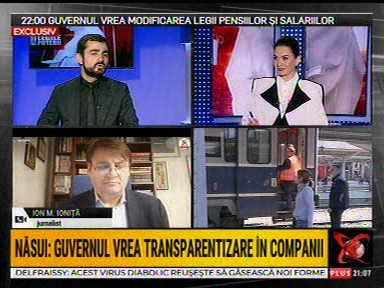 22:00 GUVERNUL VREA MODIFICAREA LEGII PENSIILOR ȘI SALARIILOR
EXCLUSIV
LEGILE
PUTERII
ION M. IONIȚĂ
jurnalist
NĂSUI: GUVERNUL VREA TRANSPARENTIZARE ÎN COMPANII
DELFRAISSY: ACEST VIRUS DIABOLIC REUȘEȘTE SĂ GĂSEASCĂ NOI FORME
PLUS 21:07